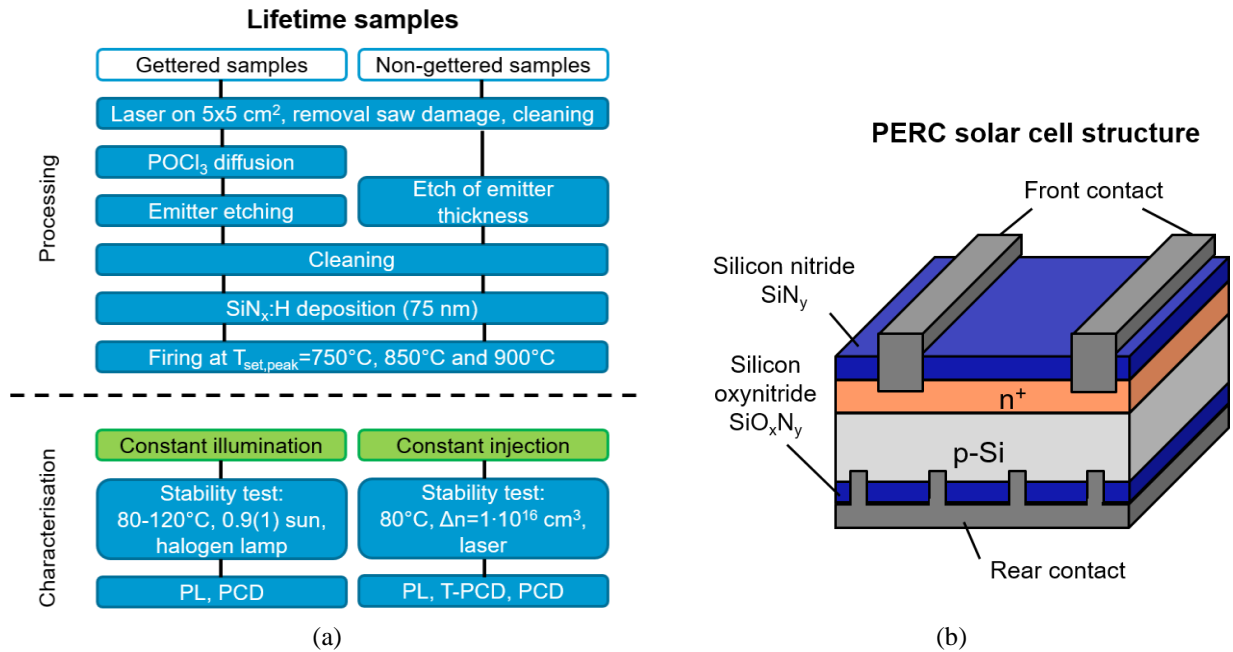 Lifetime samples
Gettered samples
Non-gettered samples
Laser on 5x5 cm², removal saw damage, cleaning
POCl₃ diffusion
Emitter etching
Etch of emitter
thickness
Cleaning
SiNₓ:H deposition (75 nm)
Firing at T_set,peak=750°C, 850°C and 900°C
Processing
Constant illumination
Constant injection
Stability test:
80-120°C, 0.9(1) sun,
halogen lamp
Stability test:
80°C, Δn=1·10¹⁶ cm³,
laser
PL, PCD
PL, T-PCD, PCD
Characterisation
(a)
PERC solar cell structure
Front contact
Silicon nitride
SiNᵧ
Silicon
oxynitride
SiOₓNᵧ
n⁺
p-Si
Rear contact
(b)